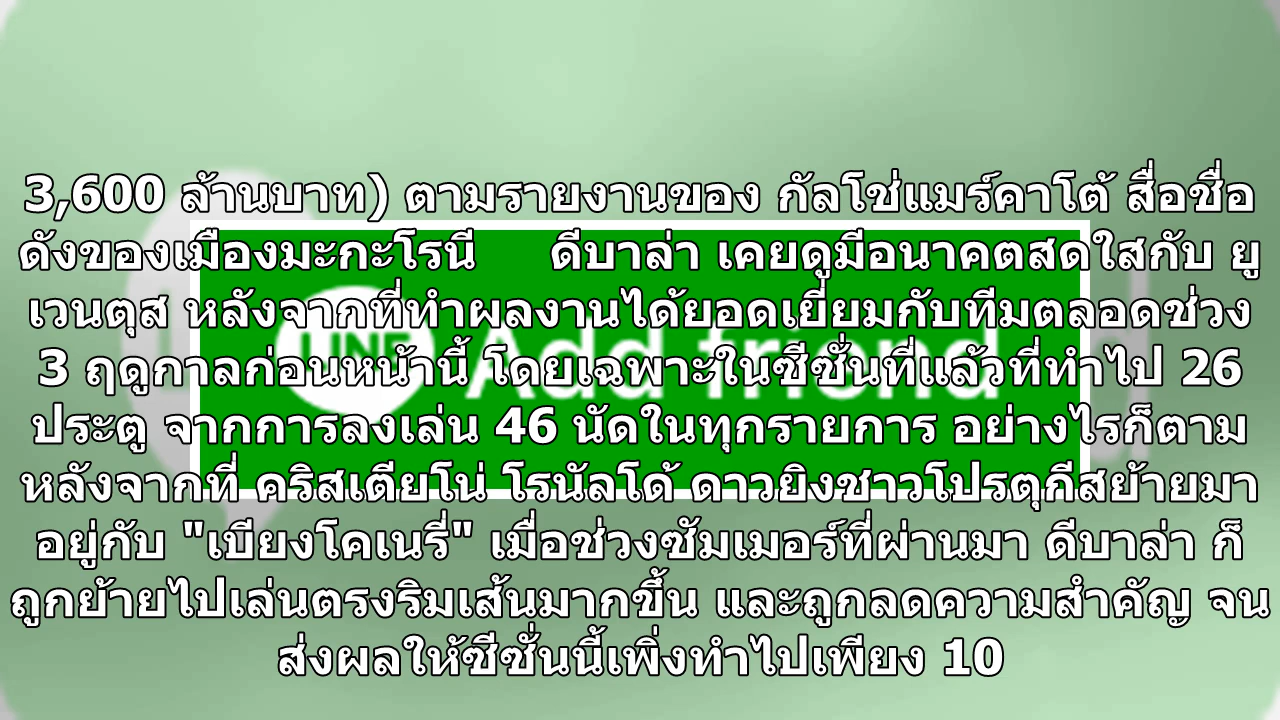 3,600 ล้านบาท) ตามรายงานของ กัลโช่แมร์คาโต้ สื่อชื่อ
ดังของเมืองมะกะโรนี ดีบาล่า เคยดูมีอนาคตสดใสกับ ยู
เวนตุส หลังจากที่ทำผลงานได้ยอดเยี่ยมกับทีมตลอดช่วง
3 ฤดูกาลก่อนหน้านี้ โดยเฉพาะในซีซั่นที่แล้วที่ทำไป 26
ประตู จากการลงเล่น 46 นัดในทุกรายการ อย่างไรก็ตาม
หลังจากที่ คริสเตียโน่ โรนัลโด้ ดาวยิงชาวโปรตุกีสย้ายมา
อยู่กับ "เบียงโคเนรี่" เมื่อช่วงซัมเมอร์ที่ผ่านมา ดีบาล่า ก็
ถูกย้ายไปเล่นตรงริมเส้นมากขึ้น และถูกลดความสำคัญ จน
ส่งผลให้ซีซั่นนี้เพิ่งทำไปเพียง 10
LINE Add friend